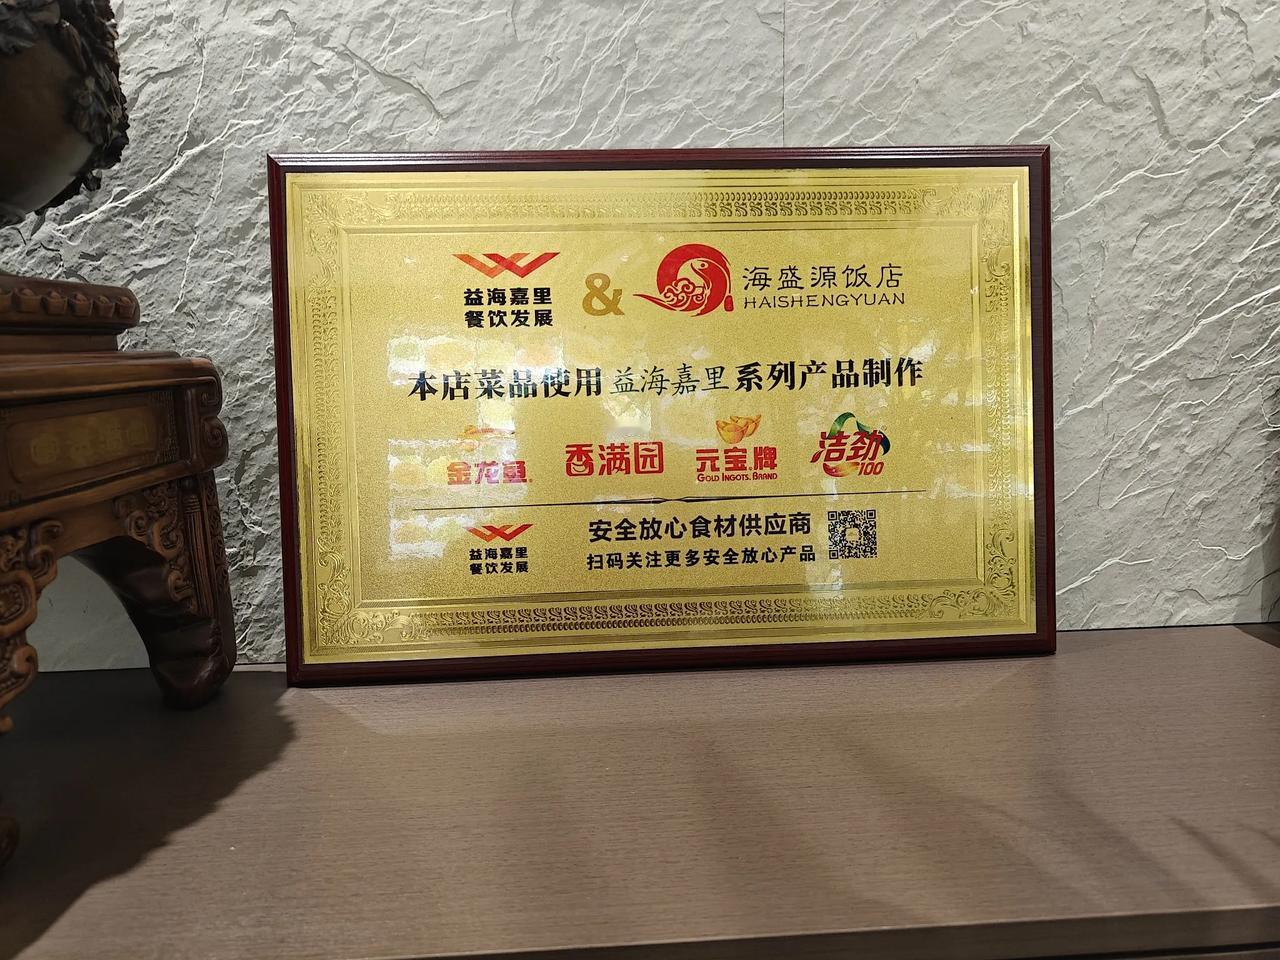 益海嘉里
餐饮发展
&
海盛源饭店
HAISHENGYUAN
本店菜品使用益海嘉里系列产品制作
金龙鱼
香满园
元宝牌
GOLD INGOTS BRAND
洁劲100
益海嘉里
餐饮发展
安全放心食材供应商
扫码关注更多安全放心产品